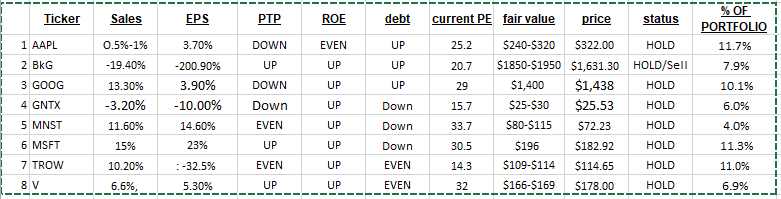 Ticker Sales EPS PTP ROE debt current PE fair value price status % OF PORTFOLIO
1 AAPL 0.5%-1% 3.70% DOWN EVEN UP 25.2 $240-$320 $322.00 HOLD 11.7%
2 BkG -19.40% -200.90% UP UP UP 20.7 $1850-$1950 $1,631.30 HOLD/Sell 7.9%
3 GOOG 13.30% 3.90% DOWN UP UP 29 $1,400 $1,438 HOLD 10.1%
4 GNTX -3.20% -10.00% Down UP Down 15.7 $25-$30 $25.53 HOLD 6.0%
5 MNST 11.60% 14.60% EVEN UP Down 33.7 $80-$115 $72.23 HOLD 4.0%
6 MSFT 15% 23% UP UP Down 30.5 $196 $182.92 HOLD 11.3%
7 TROW 10.20% :-32.5% EVEN UP EVEN 14.3 $109-$114 $114.65 HOLD 11.0%
8 V 6.6%, 5.30% UP UP EVEN 32 $166-$169 $178.00 HOLD 6.9%